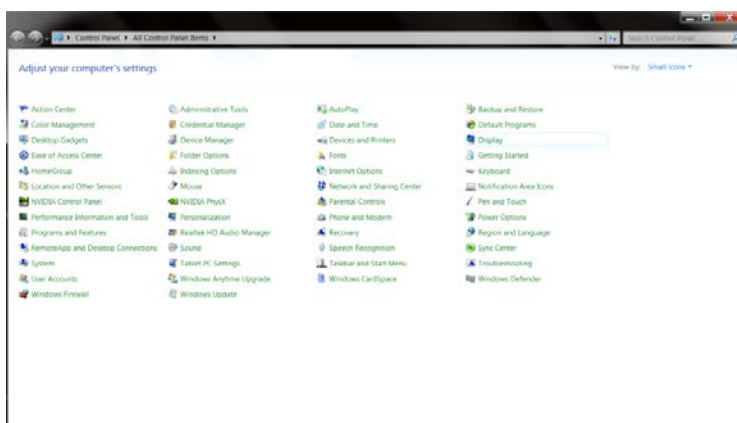 Control Panel All Control Panel Items
Search Control Panel
Adjust your computer's settings
View by: Small icons
Action Center Administrative Tools AutoPlay Backup and Restore
Color Management Credential Manager Date and Time Default Programs
Desktop Gadgets Device Manager Devices and Printers Display
Ease of Access Center Folder Options Fonts Getting Started
HomeGroup Indexing Options Internet Options Keyboard
Location and Other Sensors Mouse Network and Sharing Center Notification Area Icons
NVIDIA Control Panel NVIDIA PhysX Parental Controls Pen and Touch
Performance Information and Tools Personalization Phone and Modem Power Options
Programs and Features Realtek HD Audio Manager Recovery Region and Language
RemoteApp and Desktop Connections Sound Speech Recognition Sync Center
System Tablet PC Settings Taskbar and Start Menu Troubleshooting
User Accounts Windows Anytime Upgrade Windows CardSpace Windows Defender
Windows Firewall Windows Update